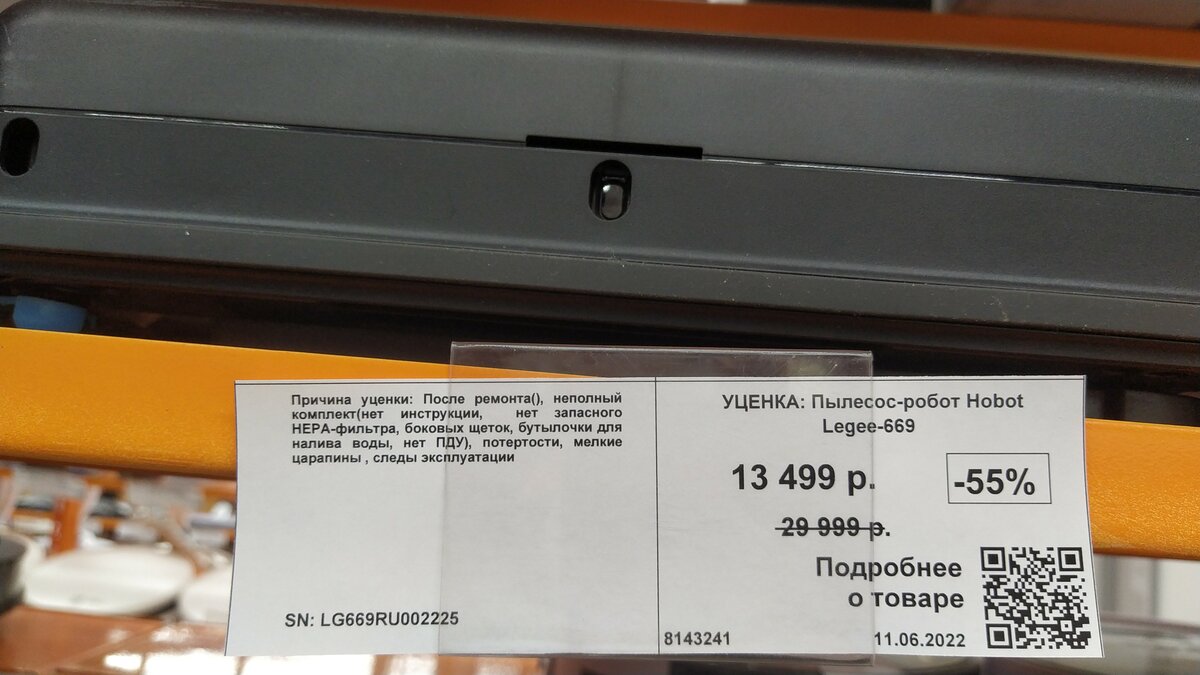 Причина уценки: После ремонта(), неполный
комплект(нет инструкции, нет запасного
HEPA-фильтра, боковых щеток, бутылочки для
налива воды, нет ПДУ), потертости, мелкие
царапины , следы эксплуатации
SN: LG669RU002225
УЦЕНКА: Пылесос-робот Hobot
Legee-669
13 499 р.
-55%
29 999 р.
Подробнее
о товаре
8143241
11.06.2022